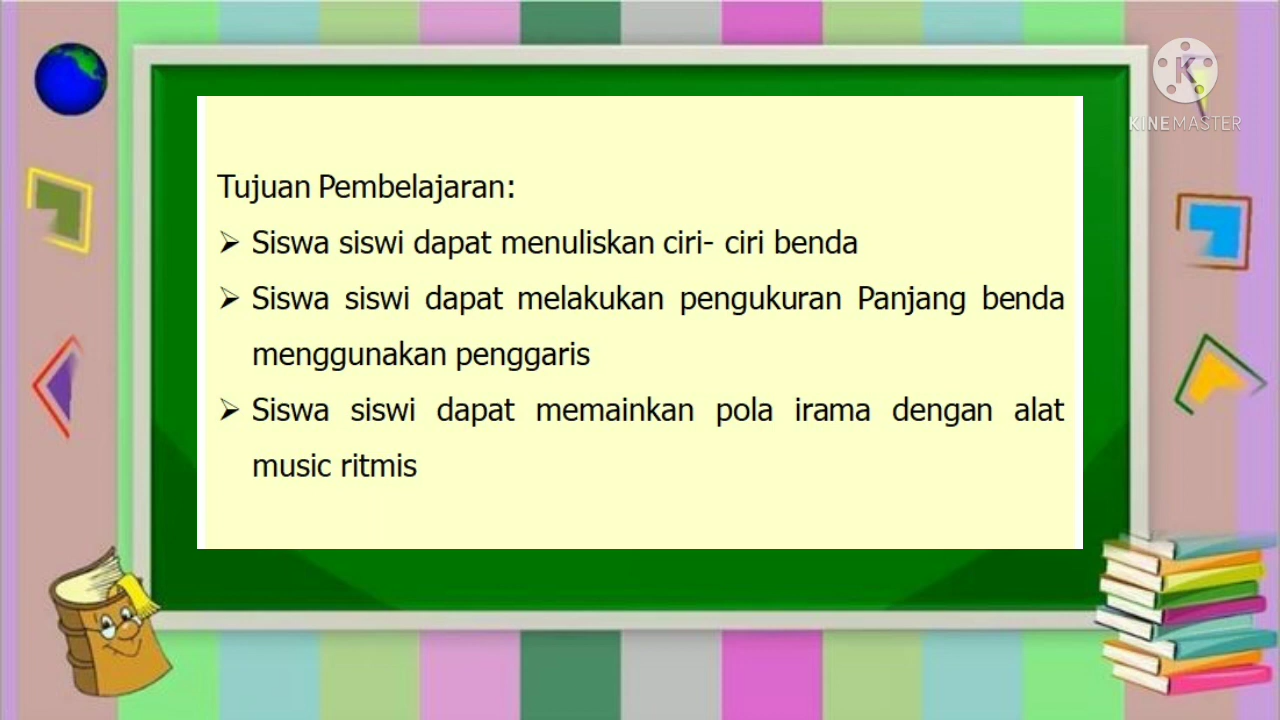 K
KINEMASTER
Tujuan Pembelajaran:
➢ Siswa siswi dapat menuliskan ciri- ciri benda
➢ Siswa siswi dapat melakukan pengukuran Panjang benda
menggunakan penggaris
➢ Siswa siswi dapat memainkan pola irama dengan alat
music ritmis